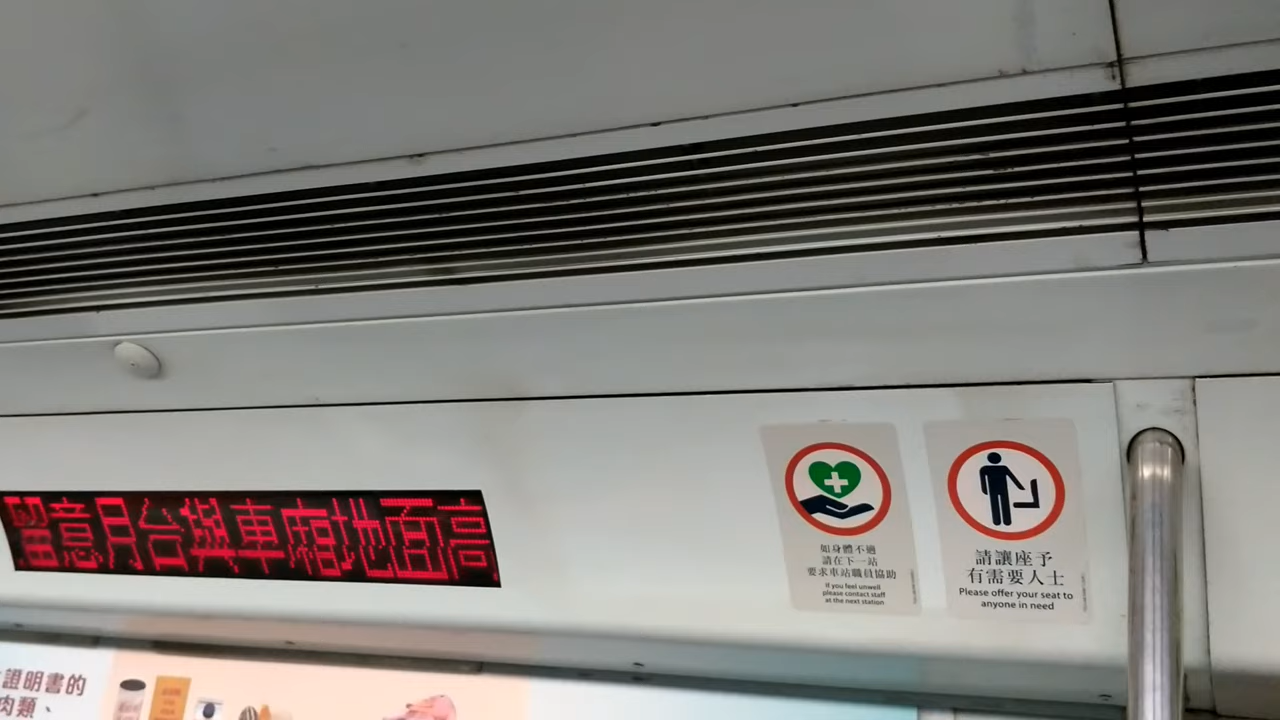 留意月台與車廂地面高
如身體不適
請在下一站
要求車站職員協助
If you feel unwell
please contact staff
at the next station
請讓座予
有需要人士
Please offer your seat to
anyone in need
證明書的
肉類、